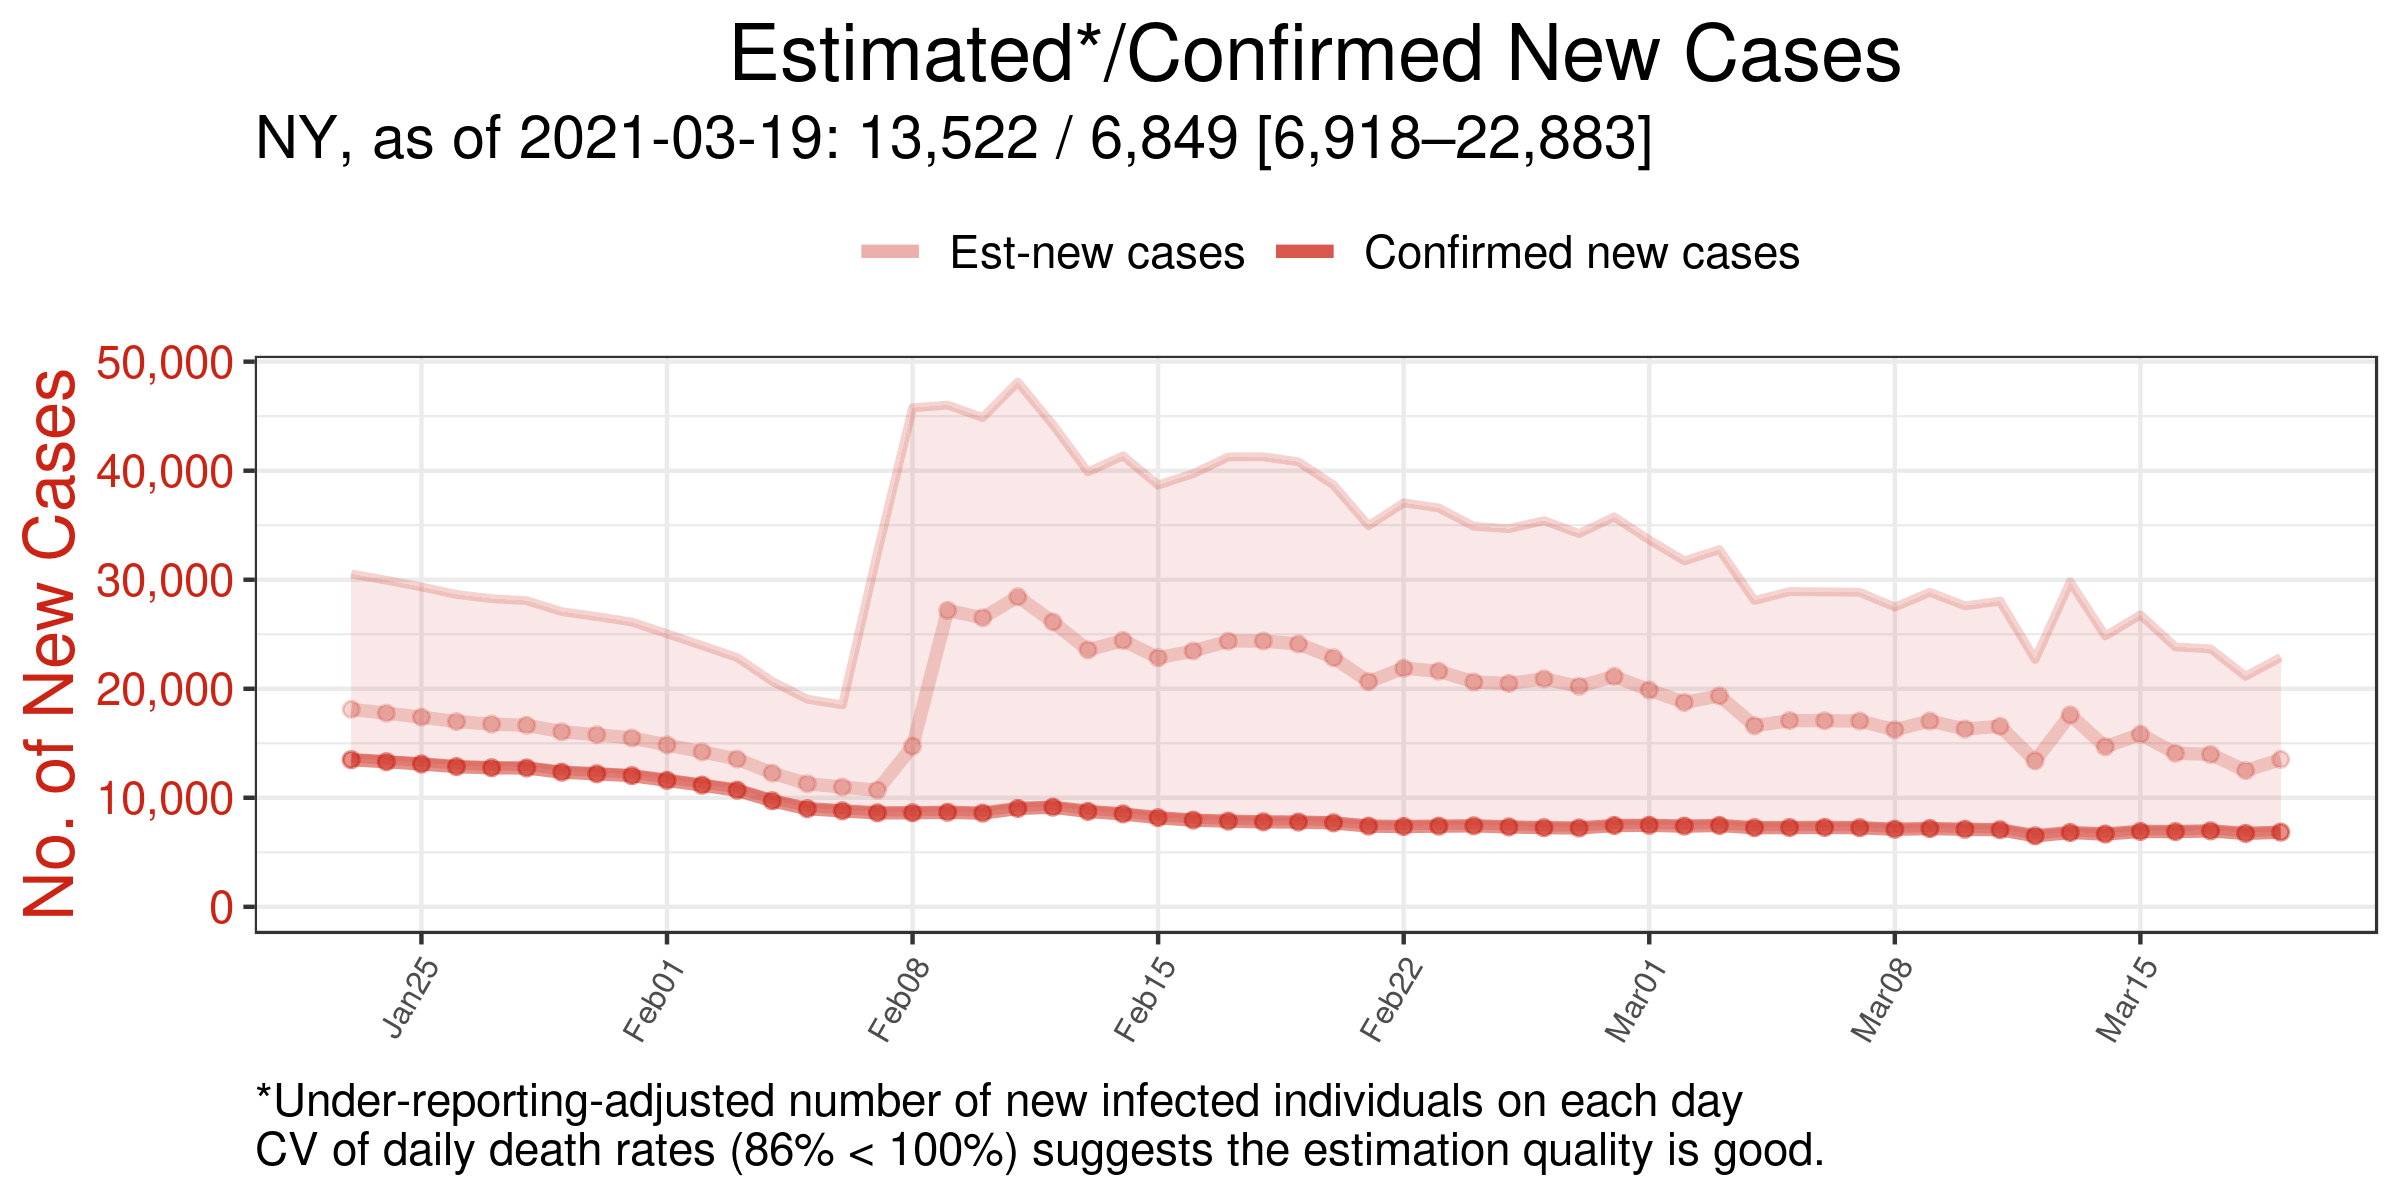 Estimated*/Confirmed New Cases
NY, as of 2021-03-19: 13,522 / 6,849 [6,918–22,883]
Est-new cases
Confirmed new cases
No. of New Cases
50,000
40,000
30,000
20,000
10,000
0
Jan25
Feb01
Feb08
Feb15
Feb22
Mar01
Mar08
Mar15
*Under-reporting-adjusted number of new infected individuals on each day
CV of daily death rates (86% < 100%) suggests the estimation quality is good.